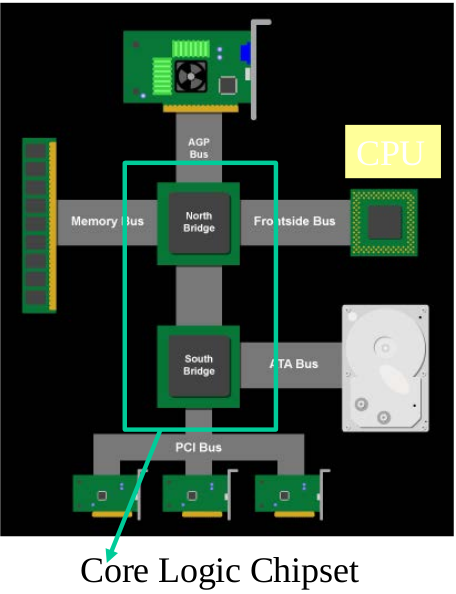 AGP
Bus
CPU
Memory Bus
North
Bridge
Frontside Bus
South
Bridge
ATA Bus
PCI Bus
Core Logic Chipset